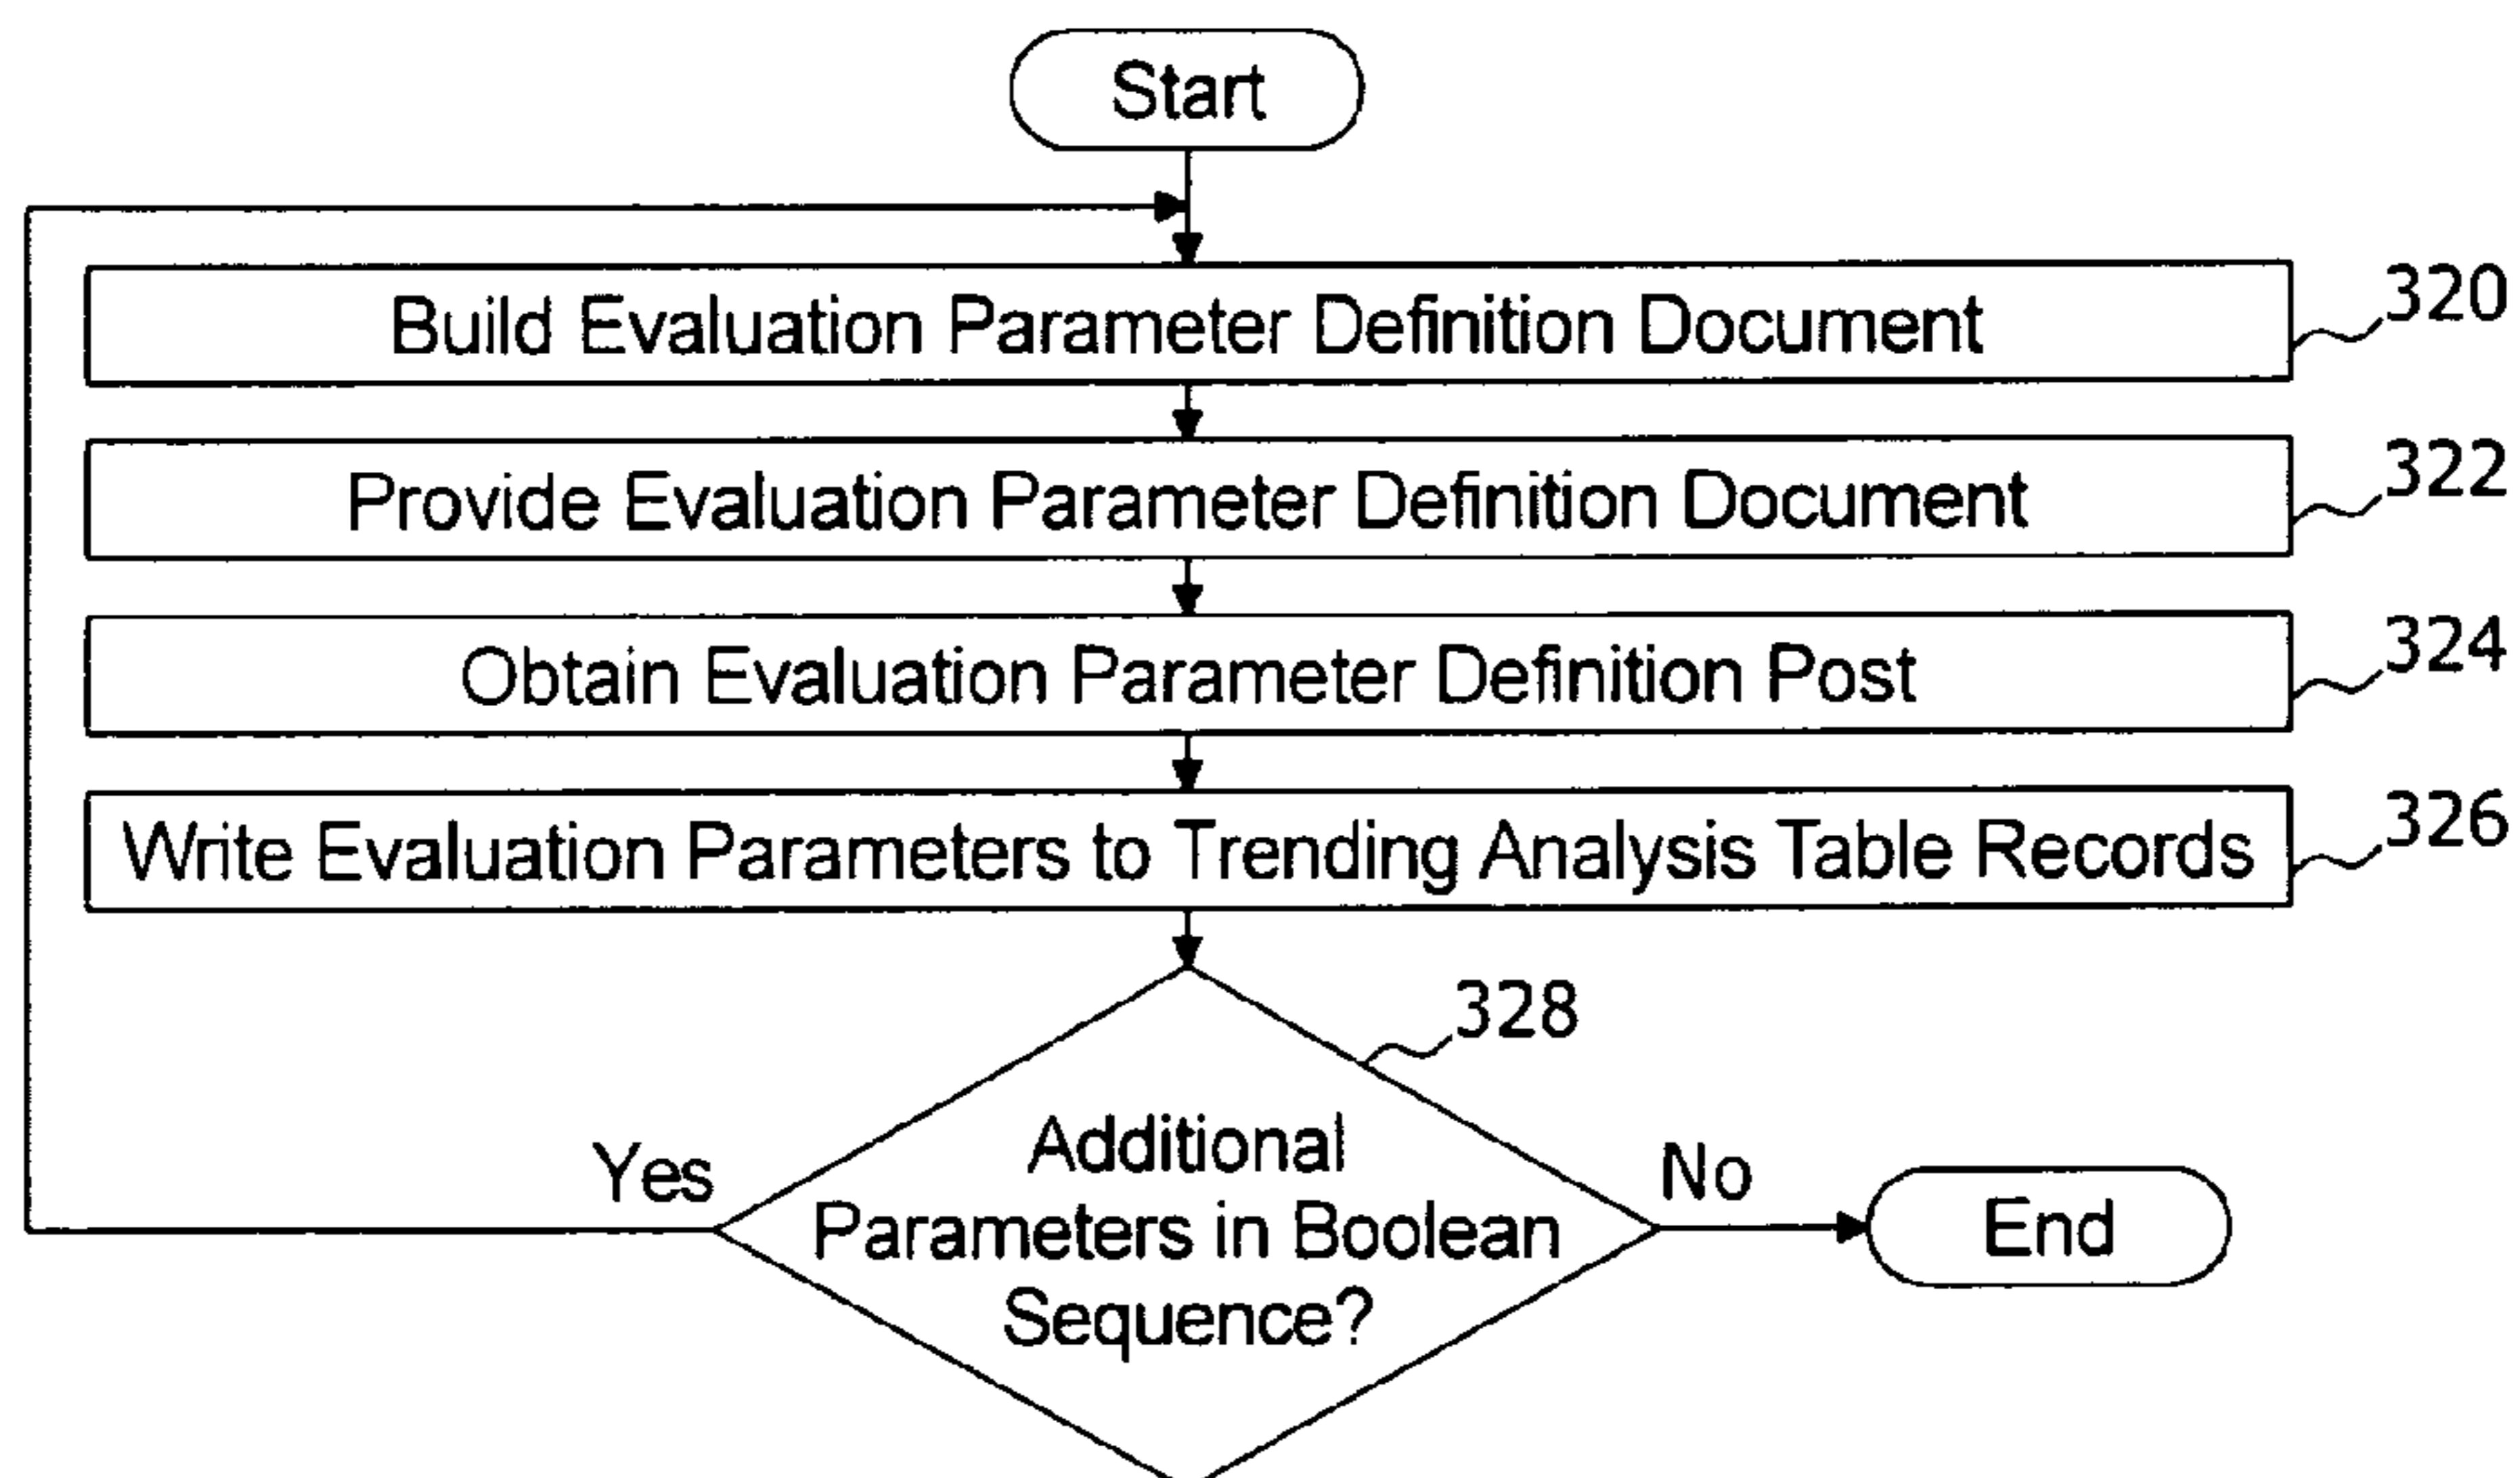 Start
Build Evaluation Parameter Definition Document
320
Provide Evaluation Parameter Definition Document
322
Obtain Evaluation Parameter Definition Post
324
Write Evaluation Parameters to Trending Analysis Table Records
326
328
Additional
Parameters in Boolean
Sequence?
Yes
No
End